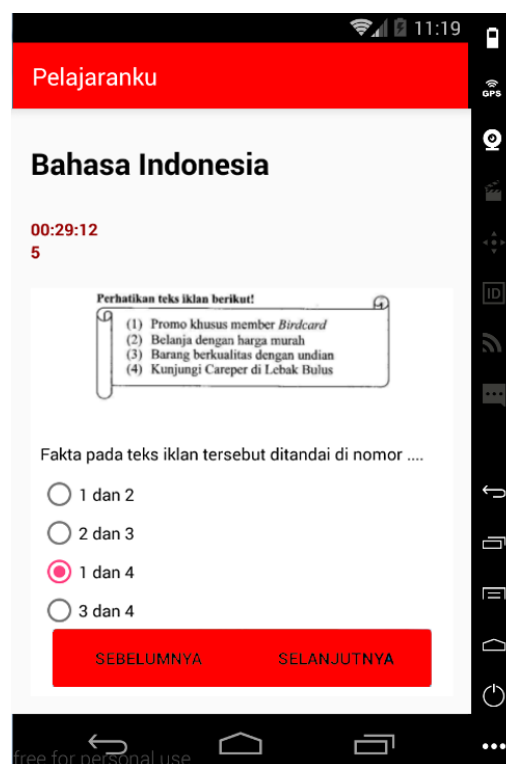 11:19
Pelajaranku
GPS
Bahasa Indonesia
00:29:12
5
ID
Perhatikan teks iklan berikut!
(1) Promo khusus member Birdcard
(2) Belanja dengan harga murah
(3) Barang berkualitas dengan undian
(4) Kunjungi Careper di Lebak Bulus
Fakta pada teks iklan tersebut ditandai di nomor ....
1 dan 2
2 dan 3
1 dan 4
3 dan 4
SEBELUMNYA SELANJUTNYA
free for personal use